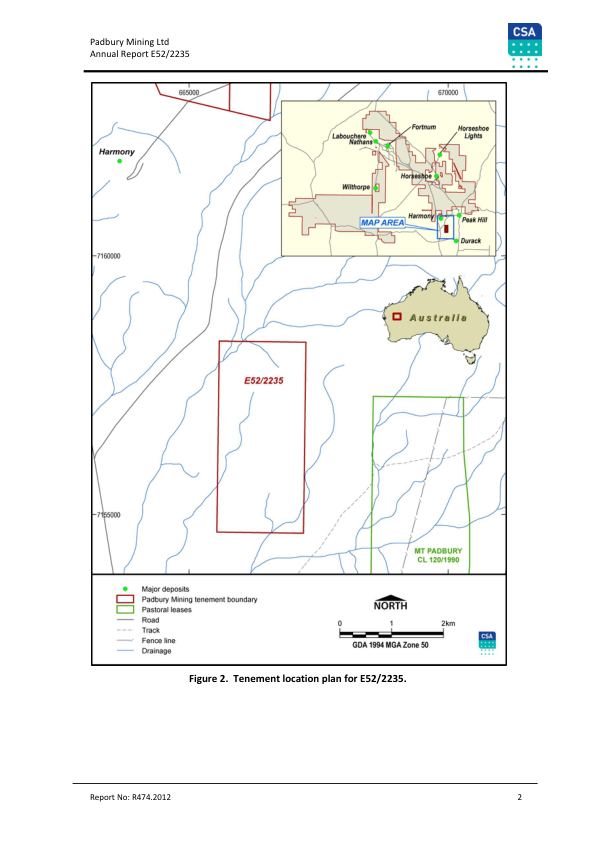 Padbury Mining Ltd
Annual Report E52/2235
CSA
665000
670000
Harmony
Fortnum
Labouchere
Nathans
Horseshoe
Lights
Horseshoe
Wilthorpe
Harmony
Peak Hill
MAP AREA
Durack
7160000
Australia
E52/2235
7155000
MT PADBURY
CL 120/1990
Major deposits
Padbury Mining tenement boundary
Pastoral leases
Road
Track
Fence line
Drainage
NORTH
0 1 2km
GDA 1994 MGA Zone 50
CSA
Figure 2. Tenement location plan for E52/2235.
Report No: R474.2012 2